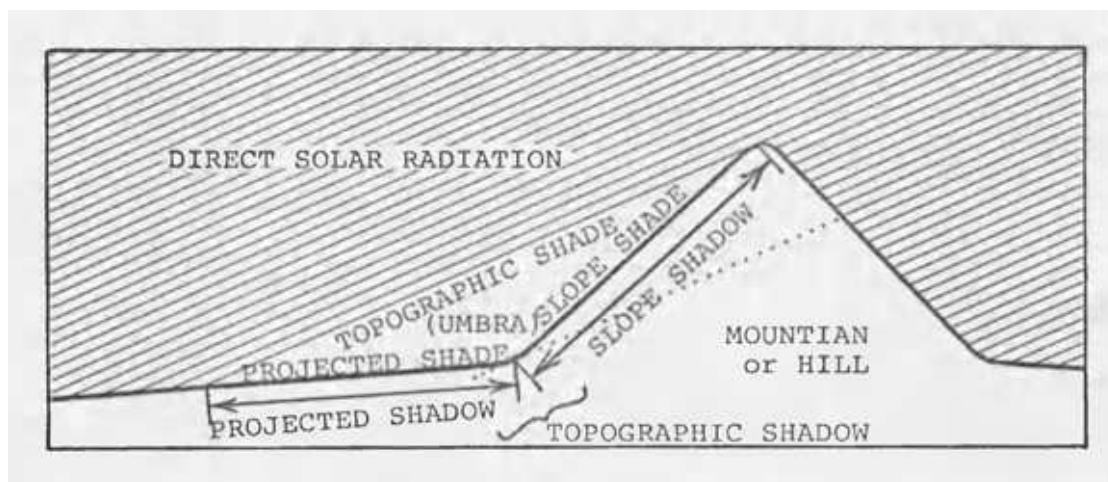 DIRECT SOLAR RADIATION
TOPOGRAPHIC SHADE
(UMBRA)
SLOPE SHADE
SLOPE SHADOW
PROJECTED SHADE
PROJECTED SHADOW
MOUNTIAN
or HILL
TOPOGRAPHIC SHADOW